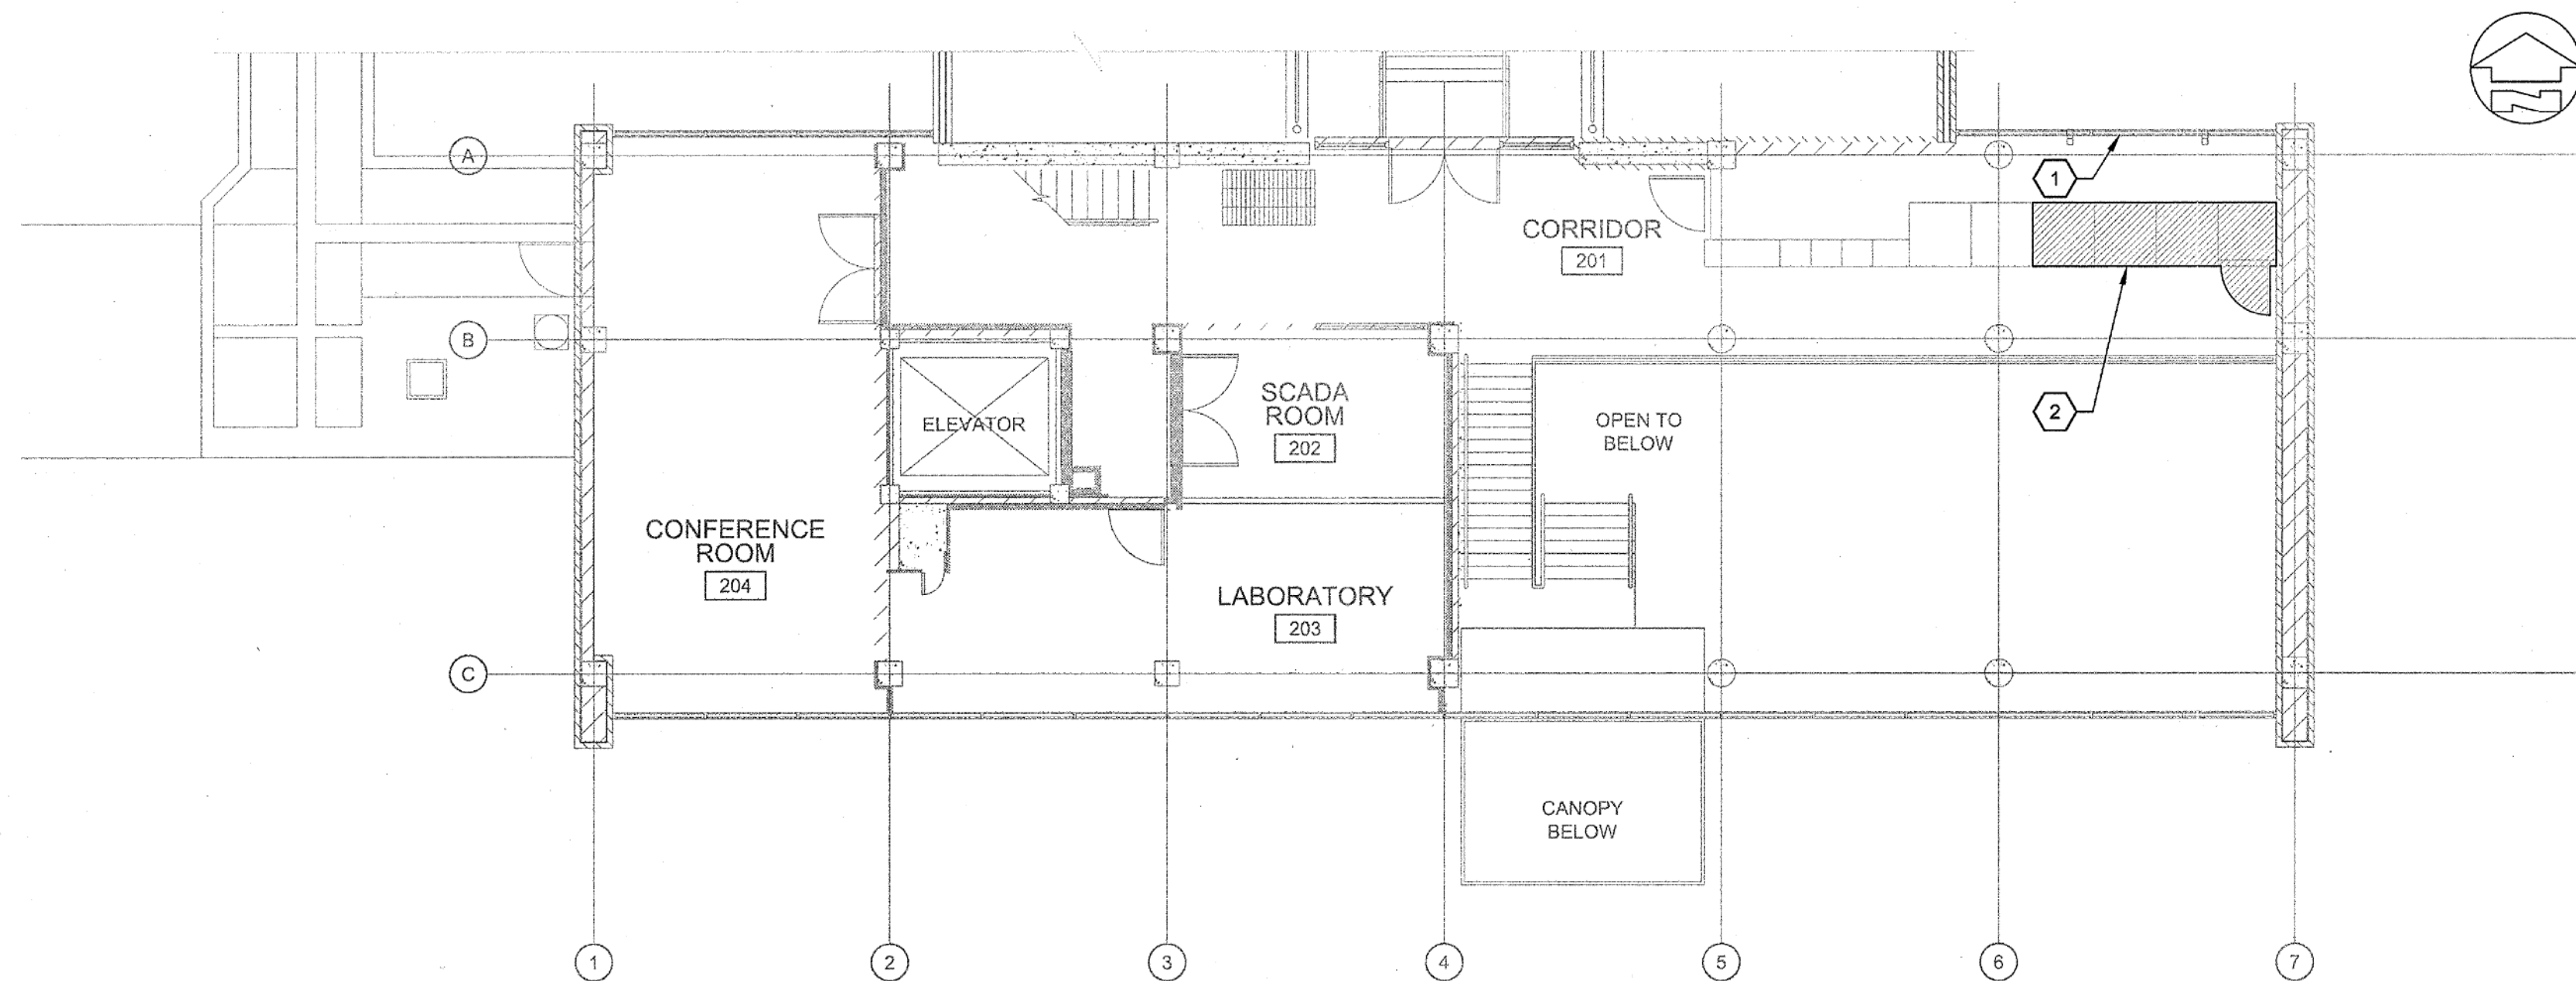 N
A
1
CORRIDOR
201
B
SCADA
ROOM
202
ELEVATOR
OPEN TO
BELOW
2
CONFERENCE
ROOM
204
LABORATORY
203
C
CANOPY
BELOW
1
2
3
4
5
6
7